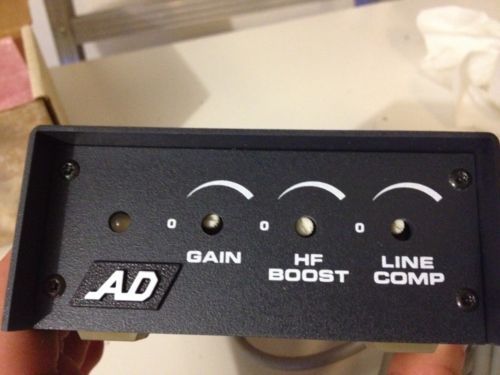 0 0 0
GAIN HF BOOST LINE COMP
AD